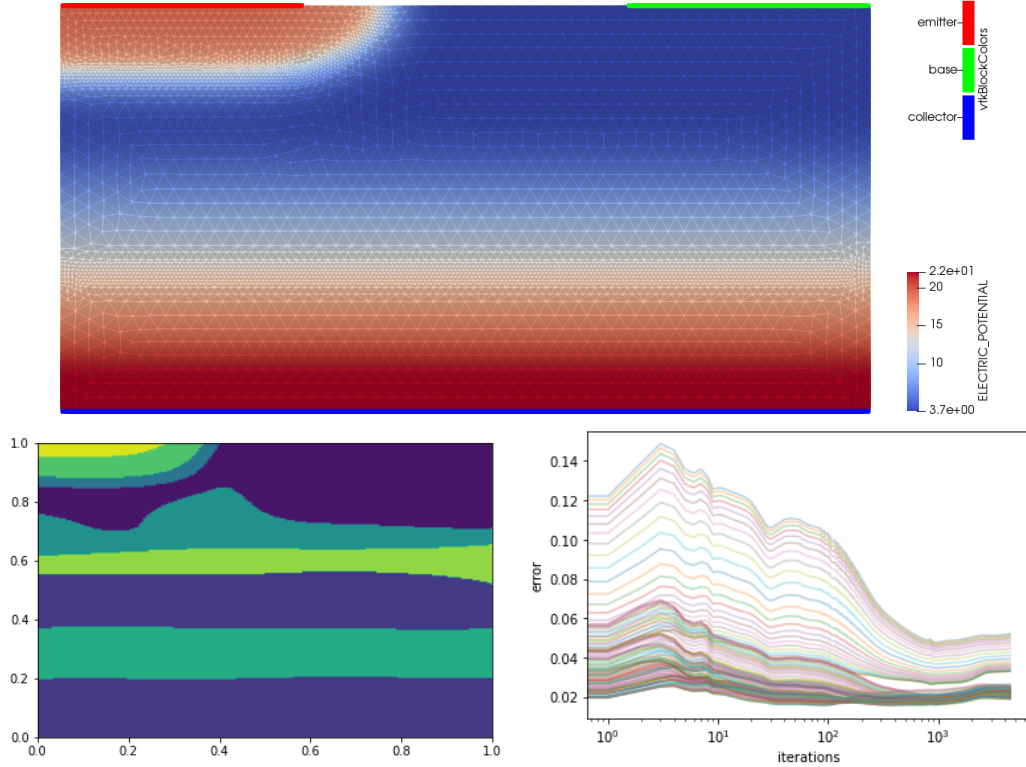 emitter
base
collector
vtkBlockColors
2.2e+01
20
15
10
3.7e+00
ELECTRIC_POTENTIAL
1.0
0.8
0.6
0.4
0.2
0.0
0.0 0.2 0.4 0.6 0.8 1.0
0.14
0.12
0.10
0.08
0.06
0.04
0.02
error
10⁰ 10¹ 10² 10³
iterations